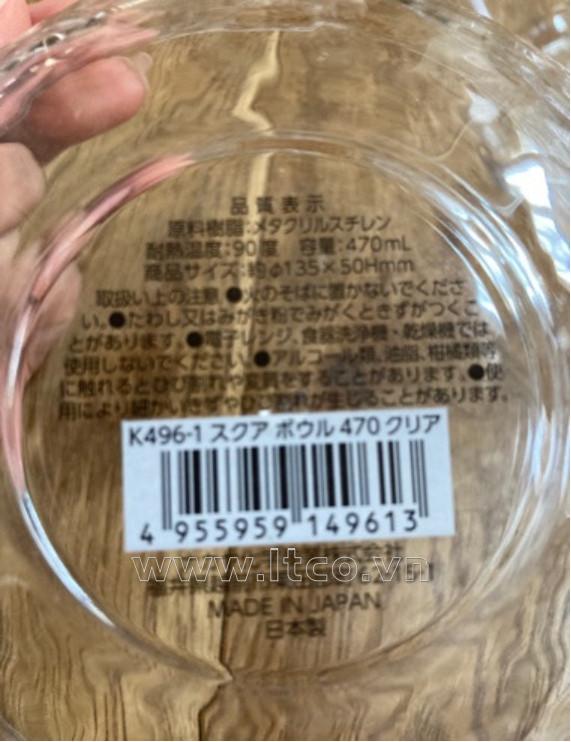 品質表示
原料樹脂:メタクリルスチレン
耐熱温度:90度 容量:470mL
商品サイズ:約φ135×50Hmm
取扱い上の注意 ●火のそばに置かないでくださ
い。●たわし又はみがき粉でみがくときずがつくこ
とがあります。●電子レンジ、食器洗浄機・乾燥機では
使用しないでください。●アルコール類、油脂、柑橘類等
に触れるとひび割れや変質をすることがあります。●使
用により細かいきずやひび割れが生じることがあります。
K496-1 スクア ボウル 470 クリア
4 955959 149613
www.ltco.vn
MADE IN JAPAN
日本製